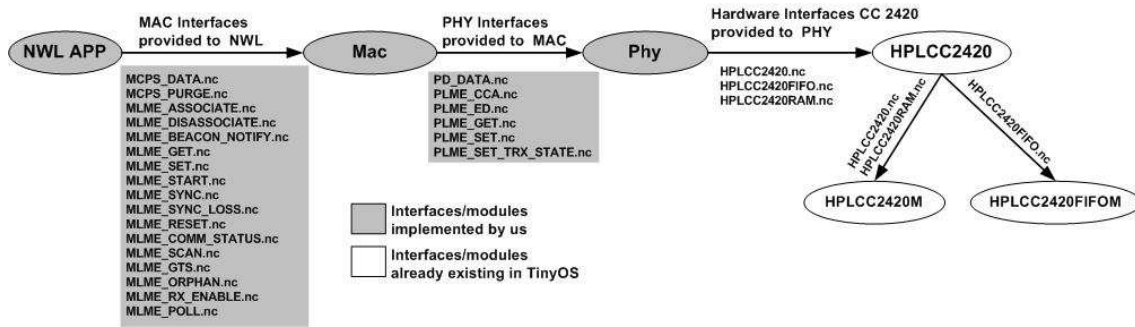 MAC Interfaces
provided to NWL
PHY Interfaces
provided to MAC
Hardware Interfaces CC 2420
provided to PHY
NWL APP
Mac
Phy
HPLCC2420
MCPS_DATA.nc
MCPS_PURGE.nc
MLME_ASSOCIATE.nc
MLME_DISASSOCIATE.nc
MLME_BEACON_NOTIFY.nc
MLME_GET.nc
MLME_SET.nc
MLME_START.nc
MLME_SYNC.nc
MLME_SYNC_LOSS.nc
MLME_RESET.nc
MLME_COMM_STATUS.nc
MLME_SCAN.nc
MLME_GTS.nc
MLME_ORPHAN.nc
MLME_RX_ENABLE.nc
MLME_POLL.nc
PD_DATA.nc
PLME_CCA.nc
PLME_ED.nc
PLME_GET.nc
PLME_SET.nc
PLME_SET_TRX_STATE.nc
HPLCC2420.nc
HPLCC2420FIFO.nc
HPLCC2420RAM.nc
HPLCC2420.nc
HPLCC2420RAM.nc
HPLCC2420FIFO.nc
HPLCC2420M
HPLCC2420FIFOM
Interfaces/modules
implemented by us
Interfaces/modules
already existing in TinyOS